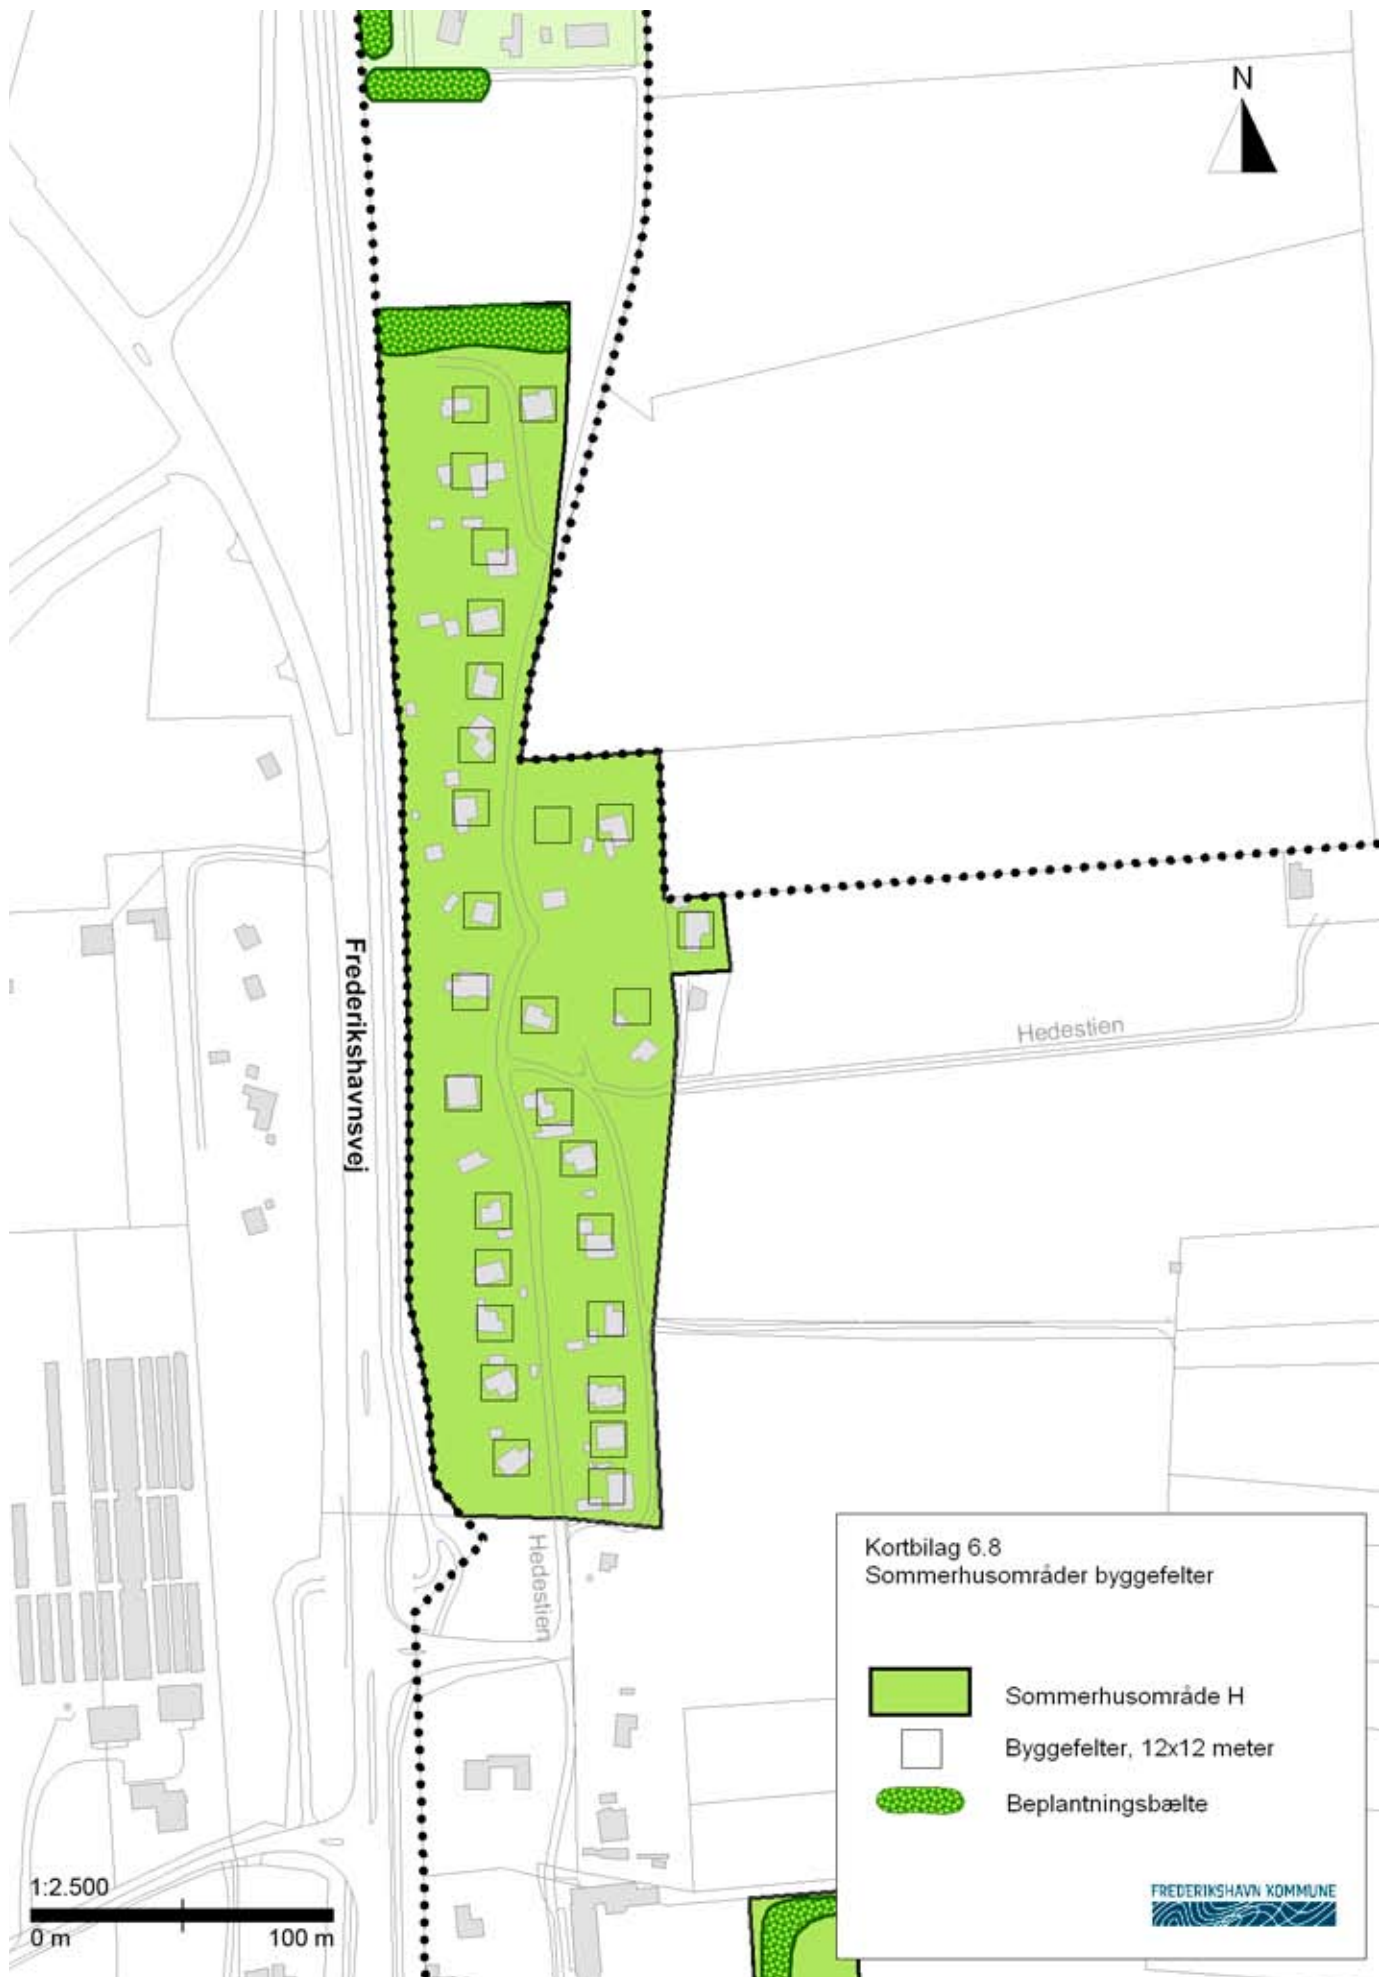 N
Frederikshavnsvej
Hedestien
Hedestien
Kortbilag 6.8
Sommerhusområder byggefelter
Sommerhusområde H
Byggefelter, 12x12 meter
Beplantningsbælte
FREDERIKSHAVN KOMMUNE
1:2.500
0 m 100 m